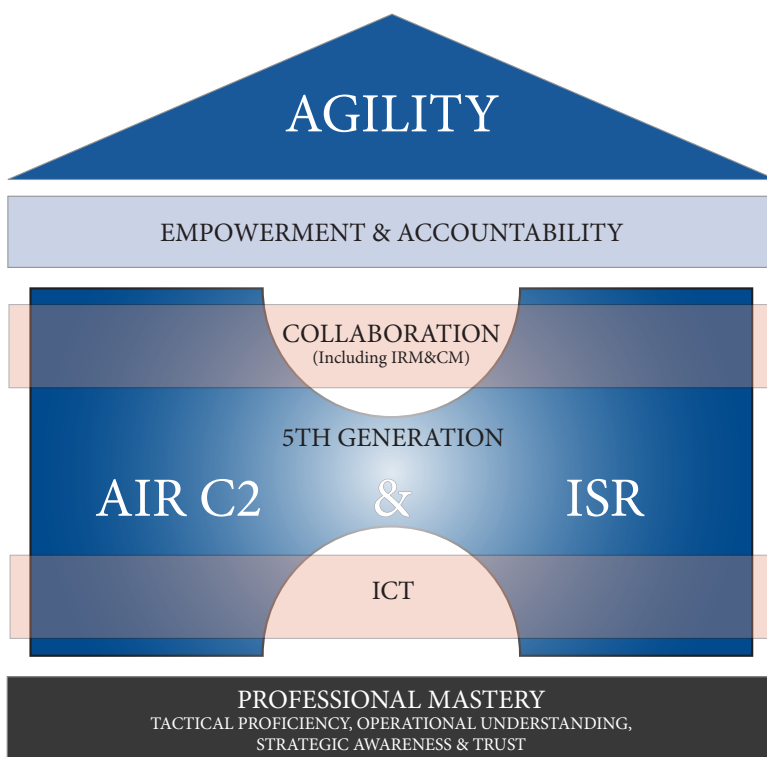 AGILITY
EMPOWERMENT & ACCOUNTABILITY
COLLABORATION
(Including IRM&CM)
5TH GENERATION
AIR C2 & ISR
ICT
PROFESSIONAL MASTERY
TACTICAL PROFICIENCY, OPERATIONAL UNDERSTANDING,
STRATEGIC AWARENESS & TRUST